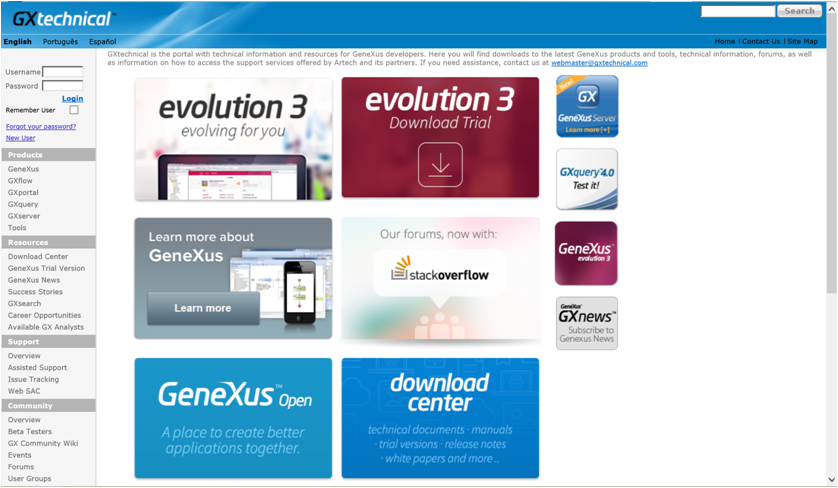 GXtechnical™
Search
English Português Español
Home | Contact Us | Site Map
GXtechnical is the portal with technical information and resources for GeneXus developers. Here you will find downloads to the latest GeneXus products and tools, technical information, forums, as well
as information on how to access the support services offered by Artech and its partners. If you need assistance, contact us at webmaster@gxtechnical.com
Username
Password
Login
Remember User
Forgot your password?
New User
Products
GeneXus
GXflow
GXportal
GXquery
GXserver
Tools
Resources
Download Center
GeneXus Trial Version
GeneXus News
Success Stories
GXsearch
Career Opportunities
Available GX Analysts
Support
Overview
Assisted Support
Issue Tracking
Web SAC
Community
Overview
Beta Testers
GX Community Wiki
Events
Forums
User Groups
evolution 3
evolving for you
evolution 3
Download Trial
Learn more about
GeneXus
Learn more
Our forums, now with:
stackoverflow
GeneXus™ Open
A place to create better
applications together.
download
center
technical documents · manuals
· trial versions · release notes
· white papers and more ..
New!
GX
GeneXus Server
Learn more [+]
GXquery 4.0
Test it!
GeneXus™
evolution 3
GeneXus
GXnews™
Subscribe to
Genexus News